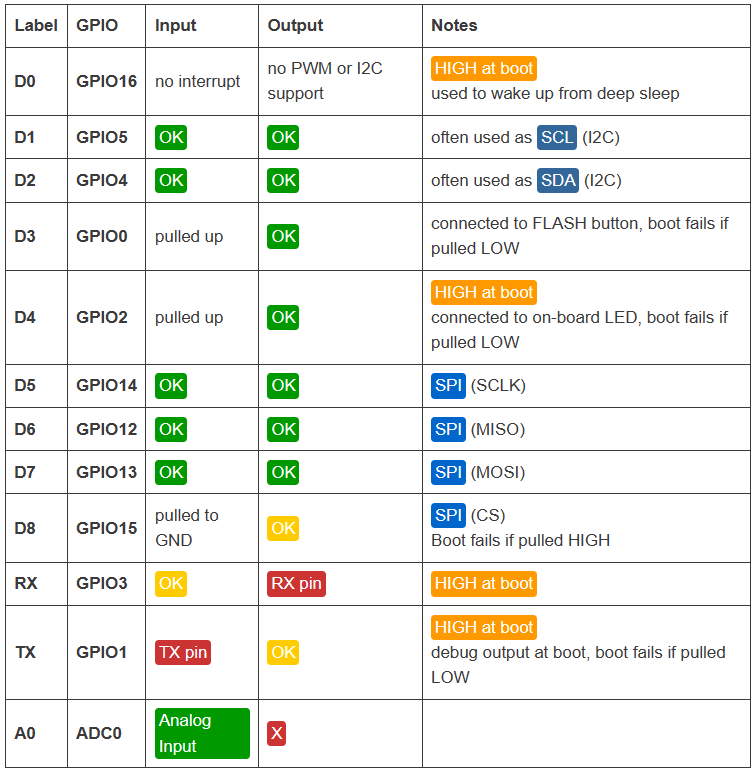 Label GPIO Input Output Notes
D0 GPIO16 no interrupt no PWM or I2C
support HIGH at boot
used to wake up from deep sleep
D1 GPIO5 OK OK often used as SCL (I2C)
D2 GPIO4 OK OK often used as SDA (I2C)
D3 GPIO0 pulled up OK connected to FLASH button, boot fails if
pulled LOW
D4 GPIO2 pulled up OK HIGH at boot
connected to on-board LED, boot fails if
pulled LOW
D5 GPIO14 OK OK SPI (SCLK)
D6 GPIO12 OK OK SPI (MISO)
D7 GPIO13 OK OK SPI (MOSI)
D8 GPIO15 pulled to
GND OK SPI (CS)
Boot fails if pulled HIGH
RX GPIO3 OK RX pin HIGH at boot
TX GPIO1 TX pin OK HIGH at boot
debug output at boot, boot fails if pulled
LOW
A0 ADC0 Analog
Input X